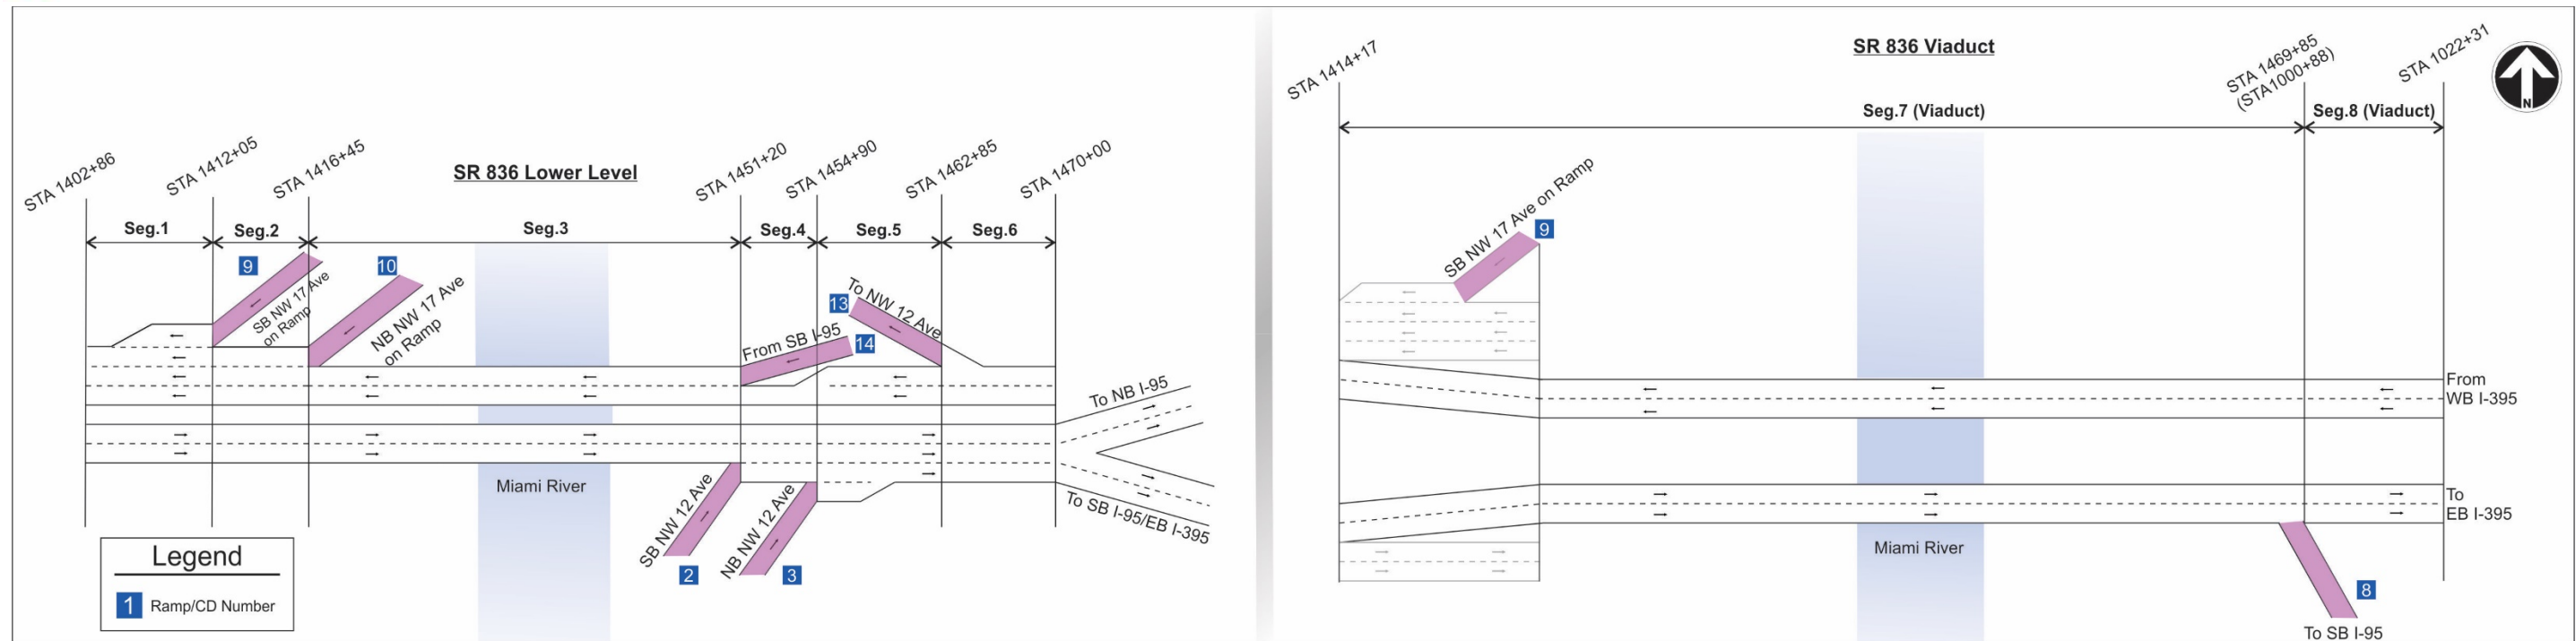 SR 836 Lower Level
STA 1402+86
STA 1412+05
STA 1416+45
STA 1451+20
STA 1454+90
STA 1462+85
STA 1470+00
Seg.1
Seg.2
Seg.3
Seg.4
Seg.5
Seg.6
9
SB NW 17 Ave
on Ramp
10
NB NW 17 Ave
on Ramp
13
To NW 12 Ave
From SB I-95
14
To NB I-95
To SB I-95/EB I-395
Miami River
SB NW 12 Ave
2
NB NW 12 Ave
3
Legend
1 Ramp/CD Number
SR 836 Viaduct
STA 1414+17
STA 1469+85
(STA1000+88)
STA 1022+31
N
Seg.7 (Viaduct)
Seg.8 (Viaduct)
SB NW 17 Ave on Ramp
9
From
WB I-395
To
EB I-395
Miami River
8
To SB I-95